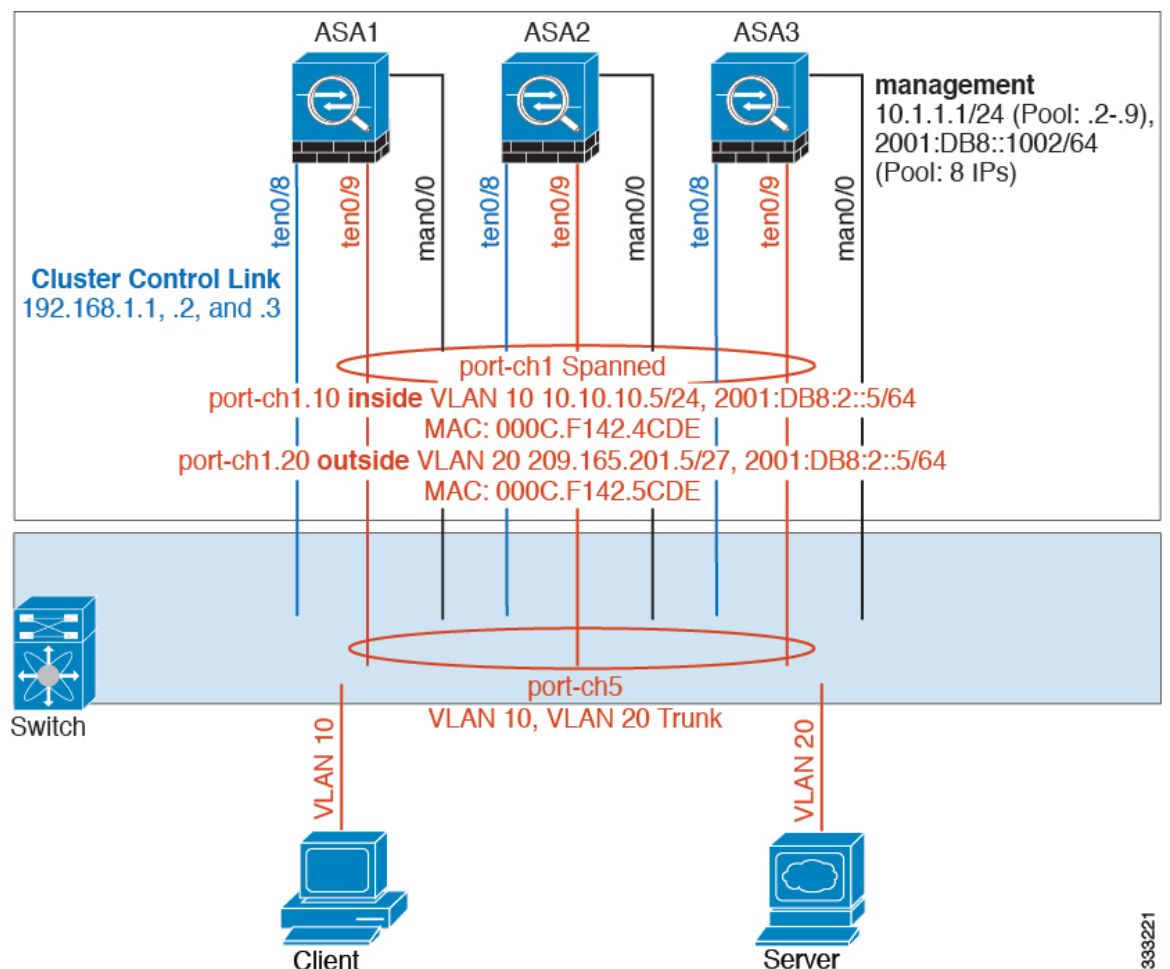 ASA1
ASA2
ASA3
management
10.1.1.1/24 (Pool: .2-.9),
2001:DB8::1002/64
(Pool: 8 IPs)
ten0/8
ten0/9
man0/0
ten0/8
ten0/9
man0/0
ten0/8
ten0/9
man0/0
Cluster Control Link
192.168.1.1, .2, and .3
port-ch1 Spanned
port-ch1.10 inside VLAN 10 10.10.10.5/24, 2001:DB8:2::5/64
MAC: 000C.F142.4CDE
port-ch1.20 outside VLAN 20 209.165.201.5/27, 2001:DB8:2::5/64
MAC: 000C.F142.5CDE
Switch
port-ch5
VLAN 10, VLAN 20 Trunk
VLAN 10
VLAN 20
Client
Server
333221